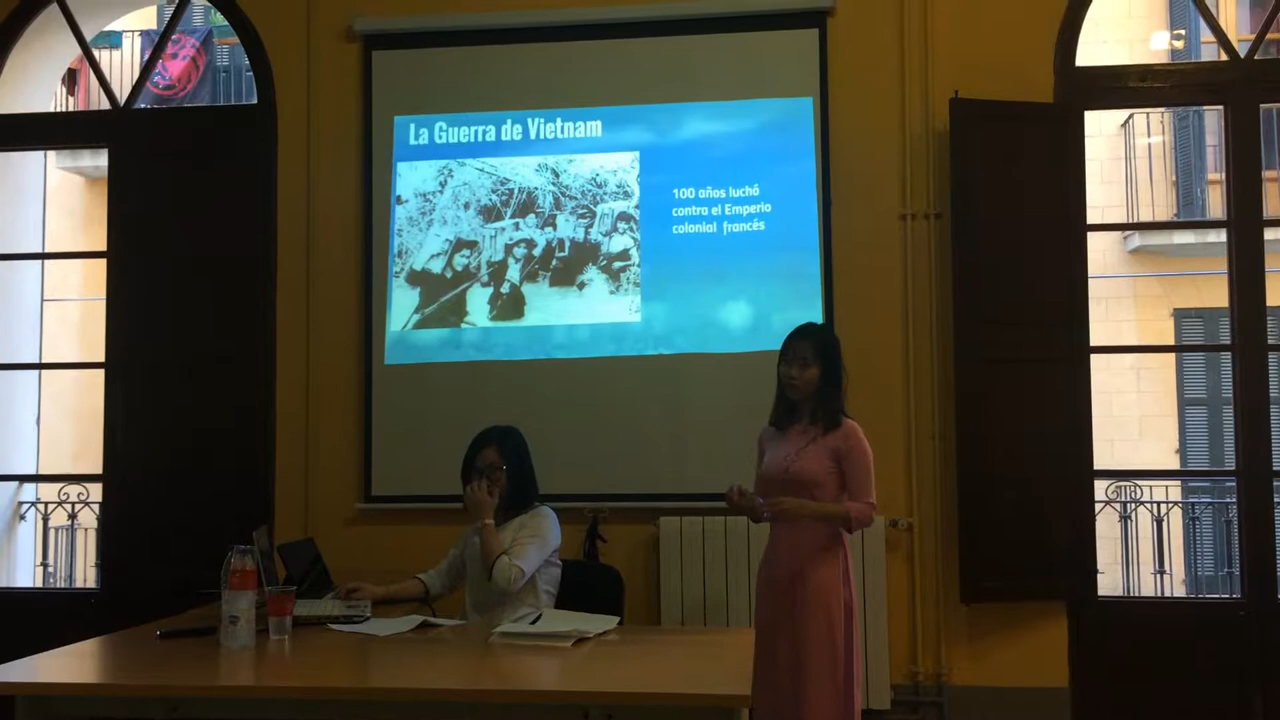 La Guerra de Vietnam
100 años luchó
contra el Emperio
colonial francés